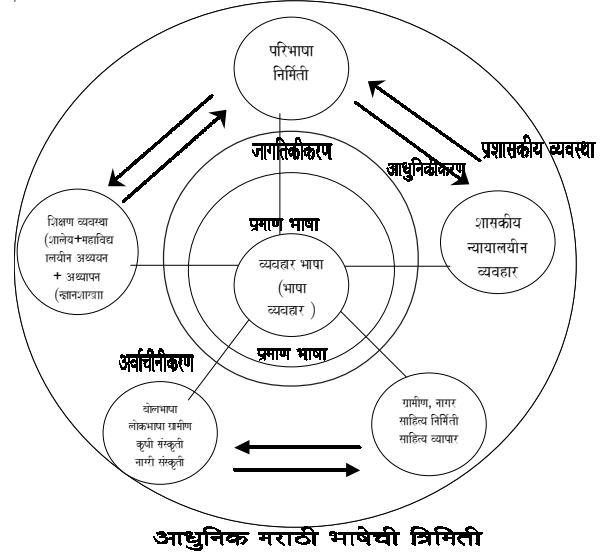 परिभाषा
निर्मिती
जागतिकीकरण
प्रशासकीय व्यवस्था
आधुनिकीकरण
शिक्षण व्यवस्था
(शालेय+महाविद्य
ालयीन अध्ययन
+ अध्यापन
(न्ज्ञानशास्त्राा
प्रमाण भाषा
शासकीय
न्यायालयीन
व्यवहार
व्यवहार भाषा
(भाषा
व्यवहार )
प्रमाण भाषा
अर्वाचीनीकरण
बोलभाषा
लोकभाषा ग्रामीण
कृषी संस्कृती
नागरी संस्कृती
ग्रामीण, नागर
साहित्य निर्मिती
साहित्य व्यापार
आधुनिक मराठी भाषेची त्रिमिती